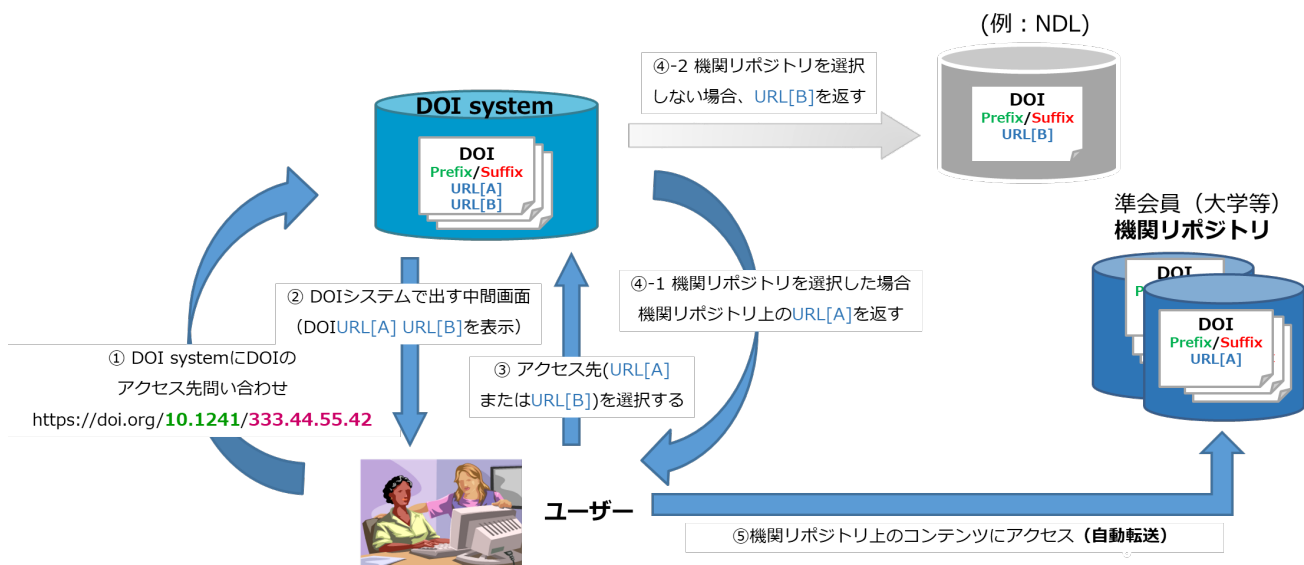 (例：NDL)
④-2 機関リポジトリを選択
しない場合、URL[B]を返す
DOI
Prefix/Suffix
URL[B]
DOI system
DOI
Prefix/Suffix
URL[A]
URL[B]
準会員（大学等）
機関リポジトリ
DOI
DOI
Prefix/Suffix
URL[A]
② DOIシステムで出す中間画面
（DOIURL[A] URL[B]を表示）
④-1 機関リポジトリを選択した場合
機関リポジトリ上のURL[A]を返す
① DOI systemにDOIの
アクセス先問い合わせ
https://doi.org/10.1241/333.44.55.42
③ アクセス先(URL[A]
またはURL[B])を選択する
ユーザー
⑤機関リポジトリ上のコンテンツにアクセス（自動転送）